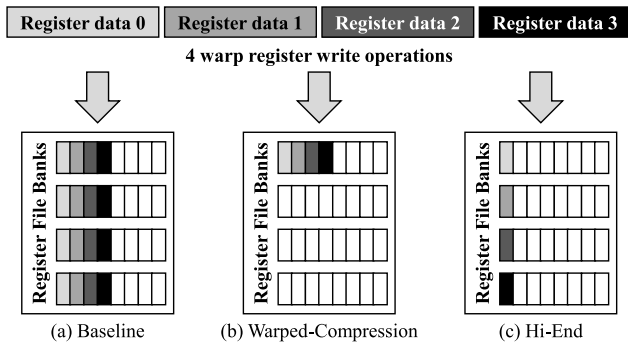 Register data 0 Register data 1 Register data 2 Register data 3
4 warp register write operations
Register File Banks
Register File Banks
Register File Banks
(a) Baseline
(b) Warped-Compression
(c) Hi-End